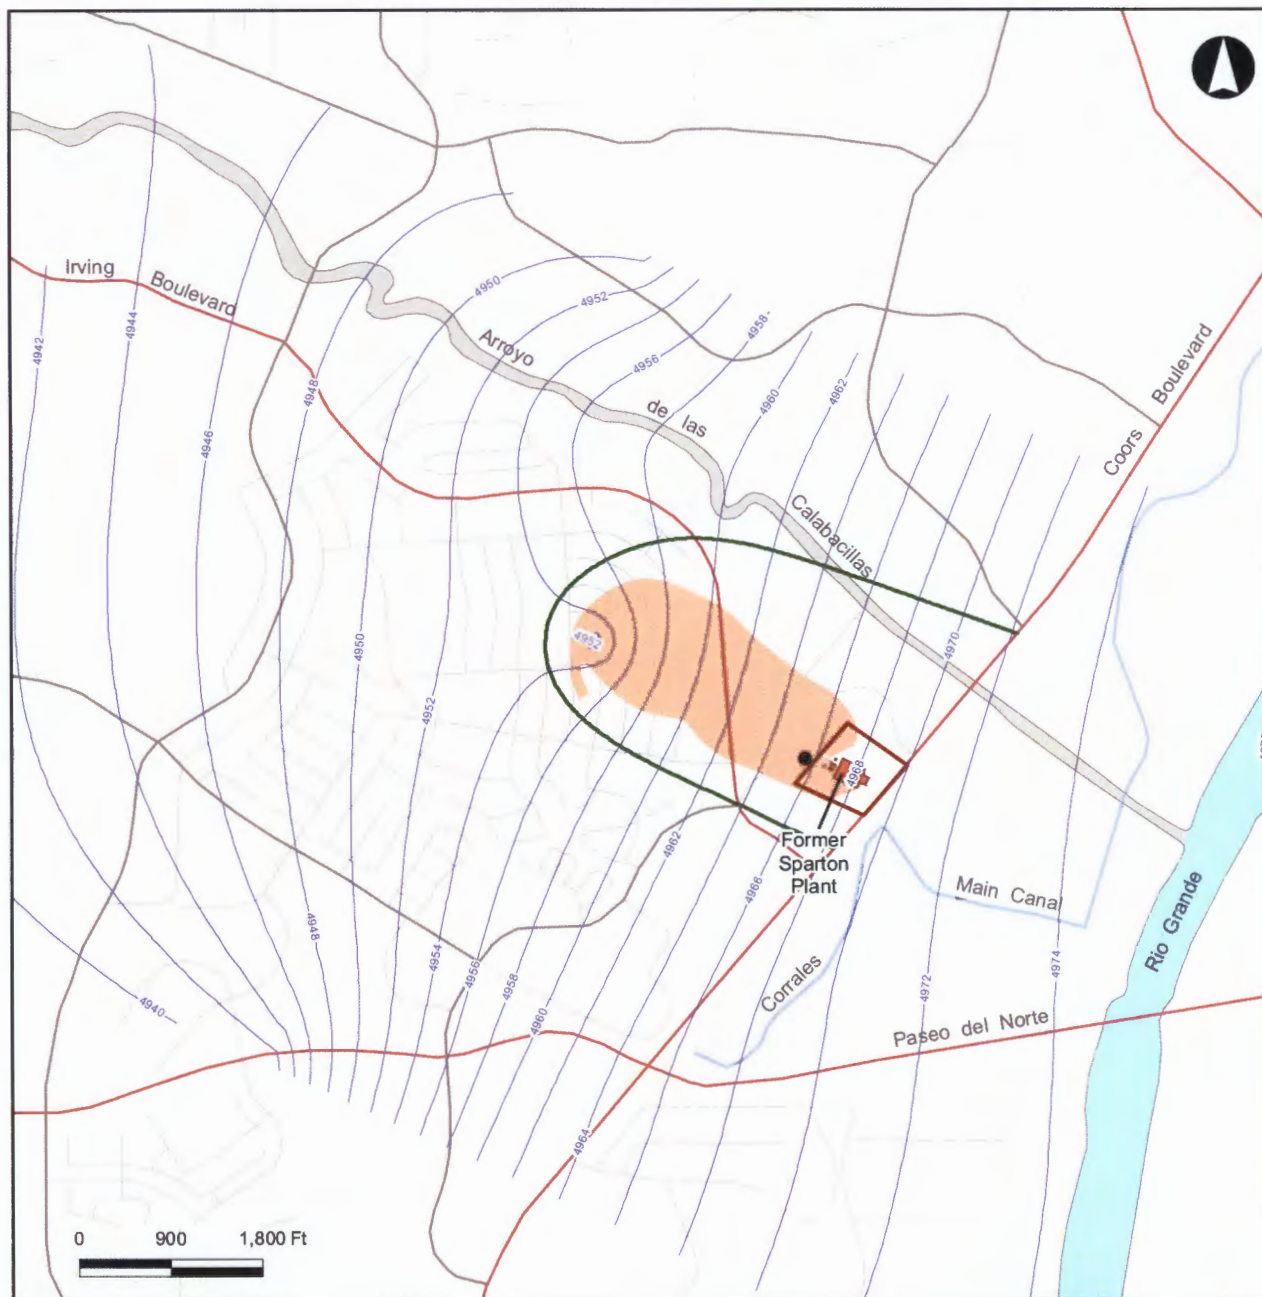 Irving
Boulevard
4944
4942
4946
4948
4950
4952
4956
4958
4960
4962
Arroyo
de las
Calabacillas
Coors
Boulevard
4970
4952
4950
4952
4968
4962
4966
Former
Sparton
Plant
Main Canal
Rio Grande
Corrales
4948
4954
4956
4958
4960
4940
4972
4974
Paseo del Norte
4964
0 900 1,800 Ft